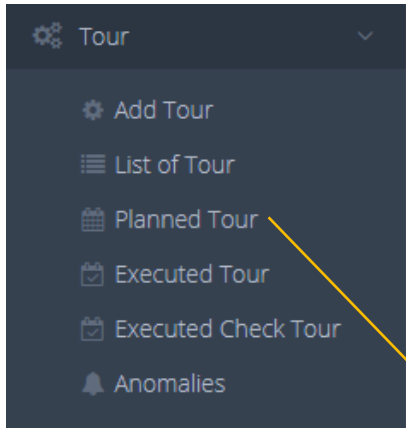 Tour
Add Tour
List of Tour
Planned Tour
Executed Tour
Executed Check Tour
Anomalies